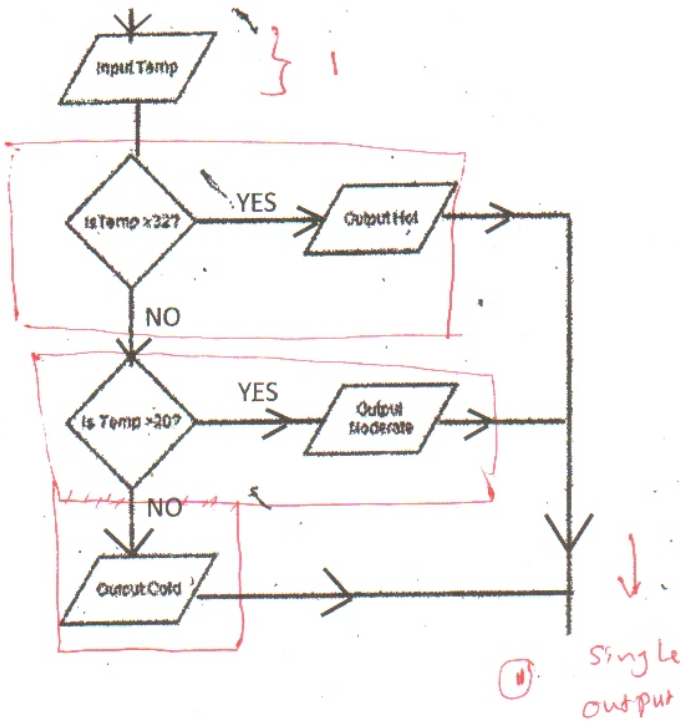 Input Temp
1
Is Temp >32?
YES
Output Hot
NO
Is Temp >20?
YES
Output
Moderate
NO
Output Cold
Single
output